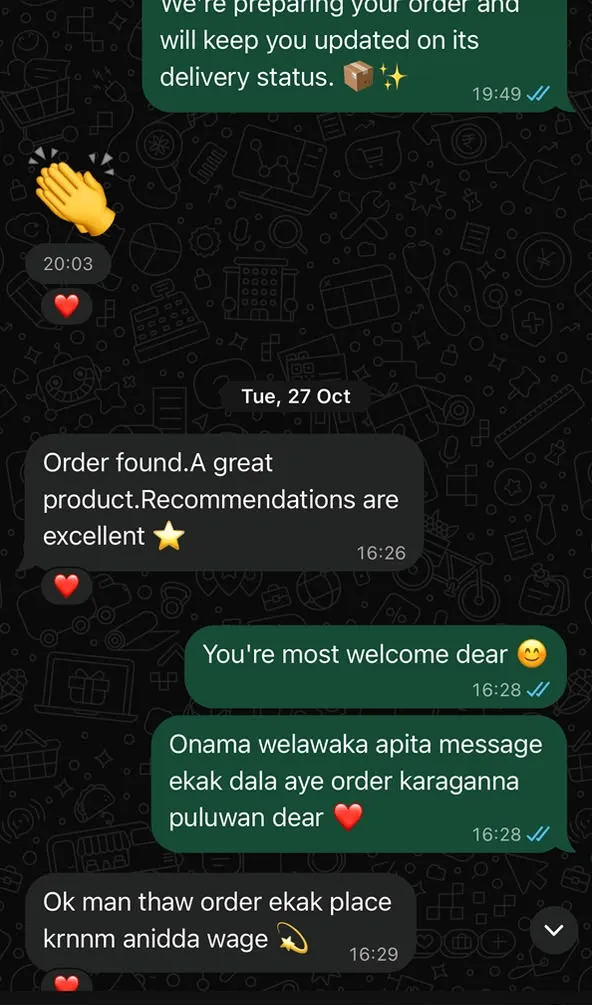 We're preparing your order and
will keep you updated on its
delivery status. 📦✨
19:49
👏
20:03
❤️
Tue, 27 Oct
Order found.A great
product.Recommendations are
excellent ⭐
16:26
❤️
You're most welcome dear 😊
16:28
Onama welawaka apita message
ekak dala aye order karaganna
puluwan dear ❤️
16:28
Ok man thaw order ekak place
krnnm anidda wage 💫
16:29
❤️